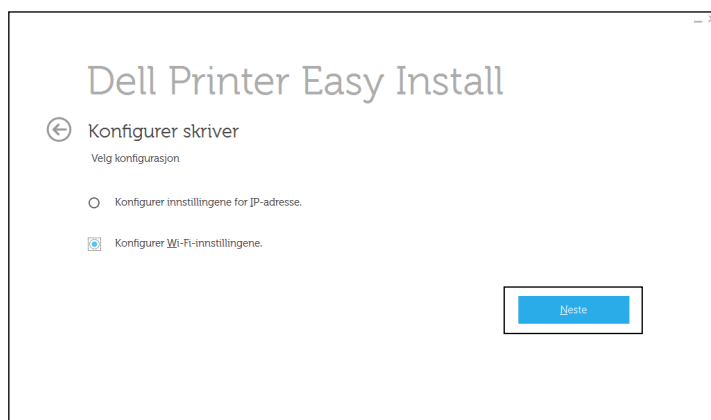 Dell Printer Easy Install
Konfigurer skriver
Velg konfigurasjon
Konfigurer innstillingene for IP-adresse.
Konfigurer Wi-Fi-innstillingene.
Neste